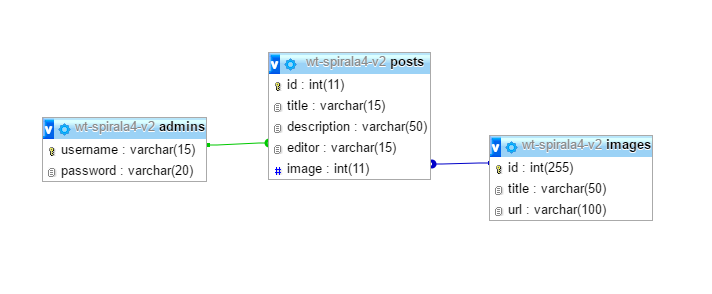 v wt-spirala4-v2 admins
username : varchar(15)
password : varchar(20)
v wt-spirala4-v2 posts
id : int(11)
title : varchar(15)
description : varchar(50)
editor : varchar(15)
# image : int(11)
v wt-spirala4-v2 images
id : int(255)
title : varchar(50)
url : varchar(100)